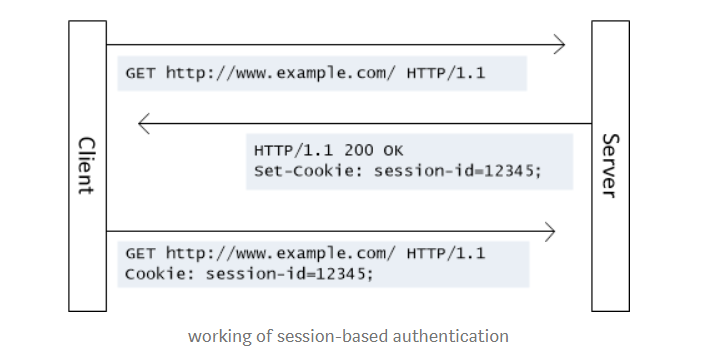 GET http://www.example.com/ HTTP/1.1
Client
Server
HTTP/1.1 200 OK
Set-Cookie: session-id=12345;
GET http://www.example.com/ HTTP/1.1
Cookie: session-id=12345;
working of session-based authentication